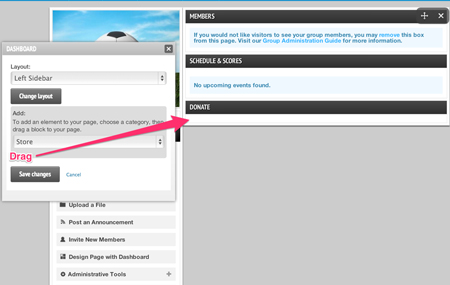 DASHBOARD
Layout:
Left Sidebar
Change layout
Add:
To add an element to your page, choose a category, then
drag a block to your page.
Store
Drag
Save changes
Cancel
Upload a File
Post an Announcement
Invite New Members
Design Page with Dashboard
Administrative Tools
MEMBERS
If you would not like visitors to see your group members, you may remove this box
from this page. Visit our Group Administration Guide for more information.
SCHEDULE & SCORES
No upcoming events found.
DONATE